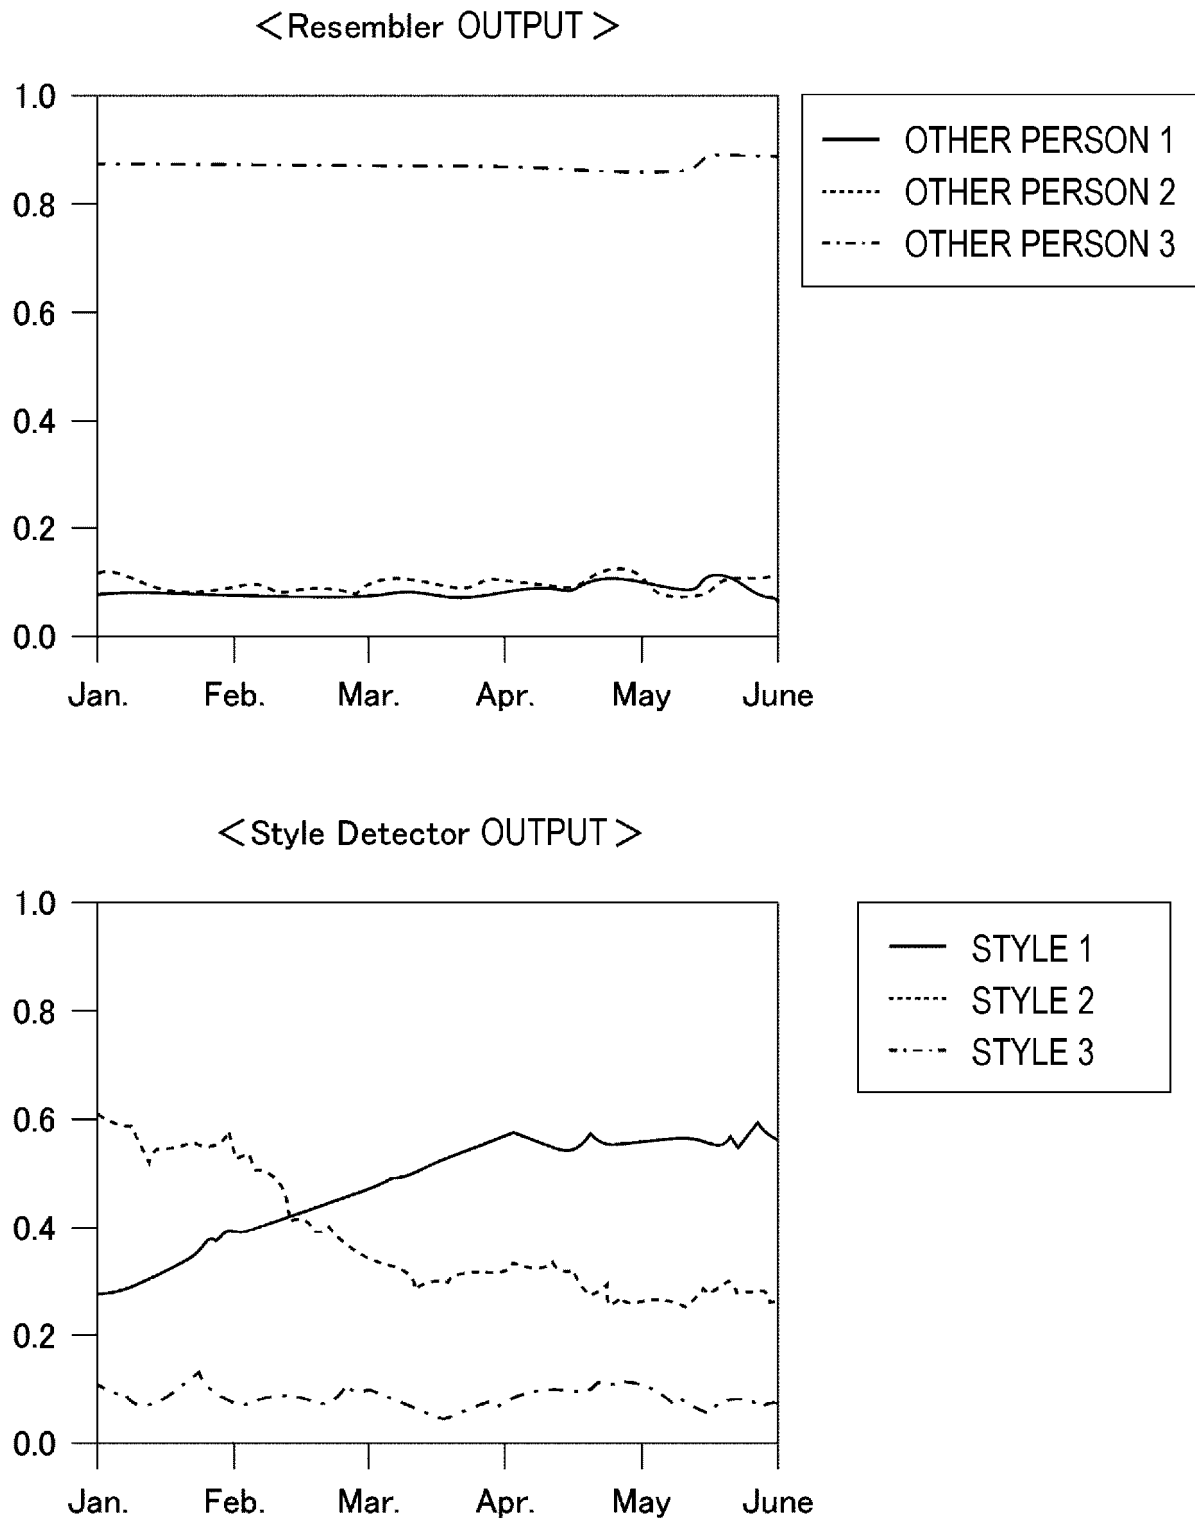 <Resembler OUTPUT>
1.0
0.8
0.6
0.4
0.2
0.0
Jan. Feb. Mar. Apr. May June
OTHER PERSON 1
OTHER PERSON 2
OTHER PERSON 3
<Style Detector OUTPUT>
1.0
0.8
0.6
0.4
0.2
0.0
Jan. Feb. Mar. Apr. May June
STYLE 1
STYLE 2
STYLE 3